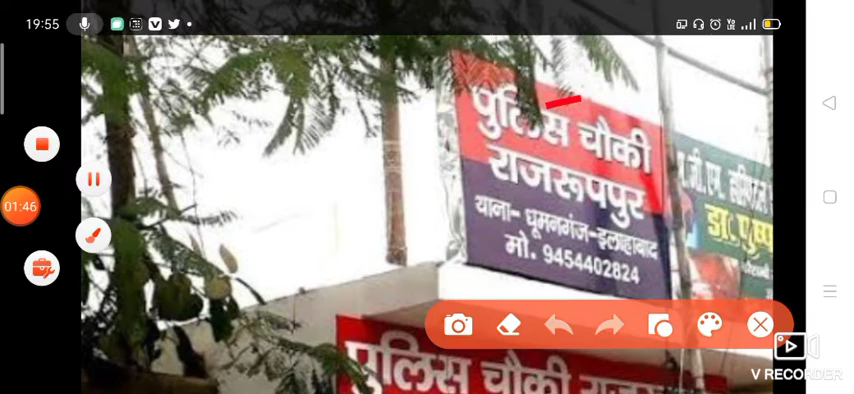 19:55
पुलिस चौकी
राजरूपपुर
थाना- धूमनगंज-इलाहाबाद
मो. 9454402824
डा. पुष्प
01:46
पुलिस चौकी
V RECORDER